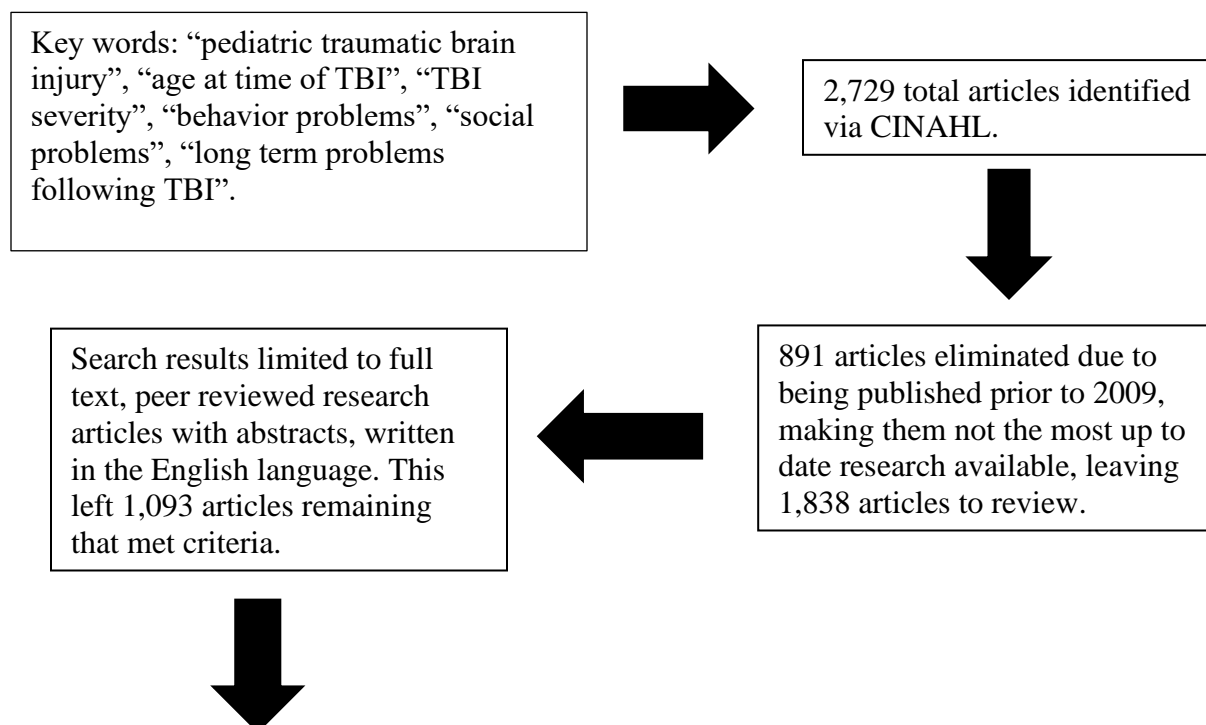 Key words: “pediatric traumatic brain
injury”, “age at time of TBI”, “TBI
severity”, “behavior problems”, “social
problems”, “long term problems
following TBI”.
2,729 total articles identified
via CINAHL.
891 articles eliminated due to
being published prior to 2009,
making them not the most up to
date research available, leaving
1,838 articles to review.
Search results limited to full
text, peer reviewed research
articles with abstracts, written
in the English language. This
left 1,093 articles remaining
that met criteria.